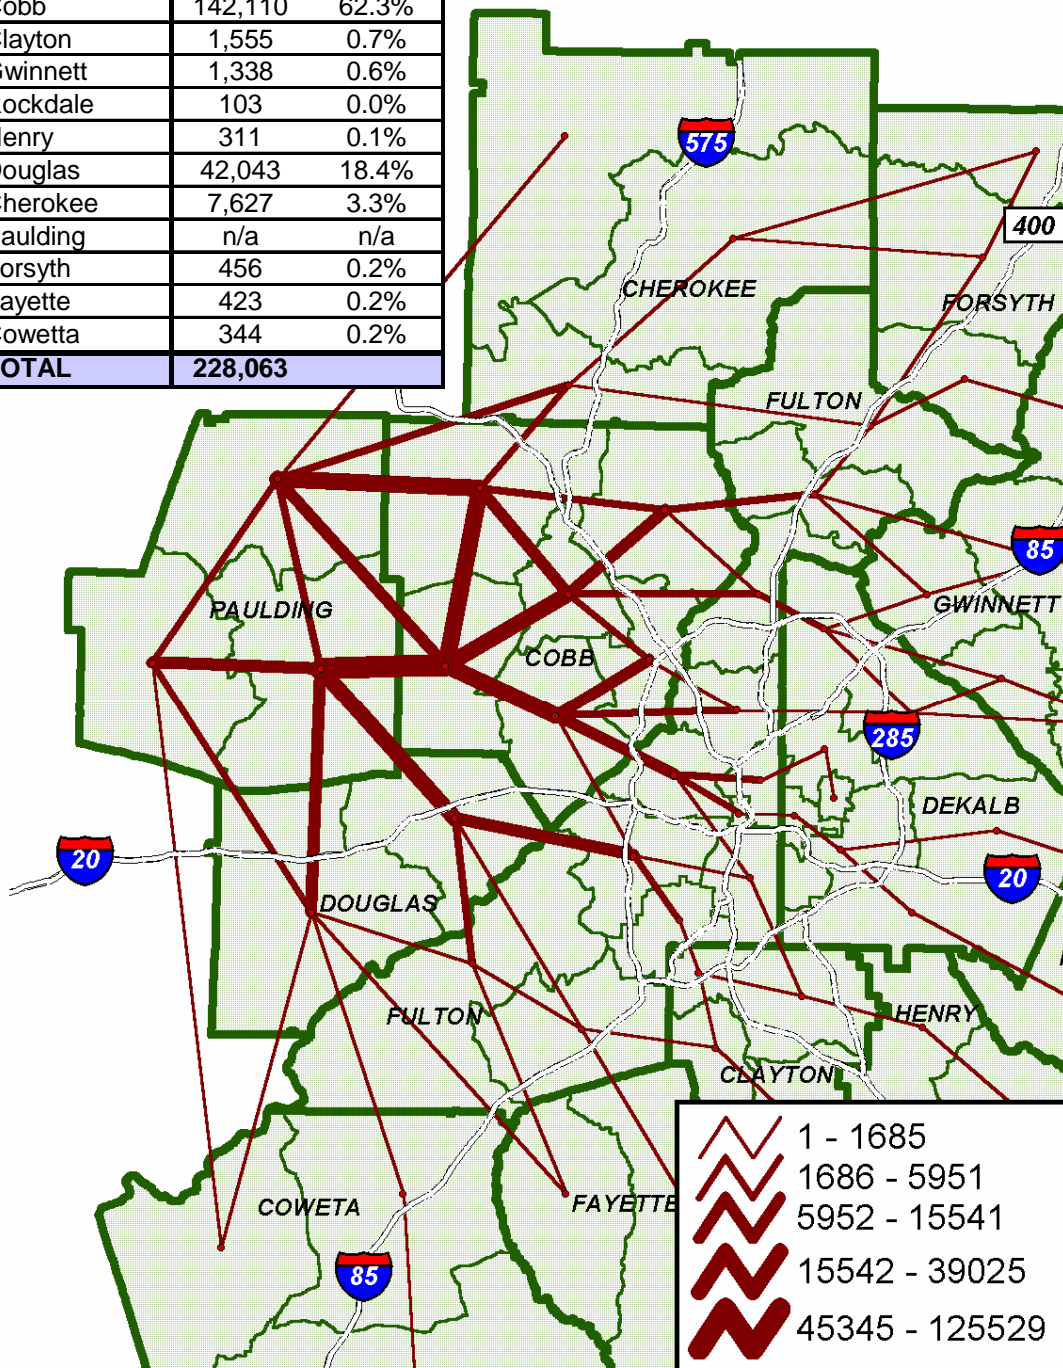 obb 142,110 62.3%
layton 1,555 0.7%
winnett 1,338 0.6%
ockdale 103 0.0%
enry 311 0.1%
ouglas 42,043 18.4%
herokee 7,627 3.3%
aulding n/a n/a
orsyth 456 0.2%
ayette 423 0.2%
owetta 344 0.2%
OTAL 228,063
575
400
CHEROKEE
FORSYTH
FULTON
85
GWINNETT
PAULDING
COBB
285
DEKALB
20
20
DOUGLAS
FULTON
HENRY
CLAYTON
COWETA
FAYETTE
85
1 - 1685
1686 - 5951
5952 - 15541
15542 - 39025
45345 - 125529